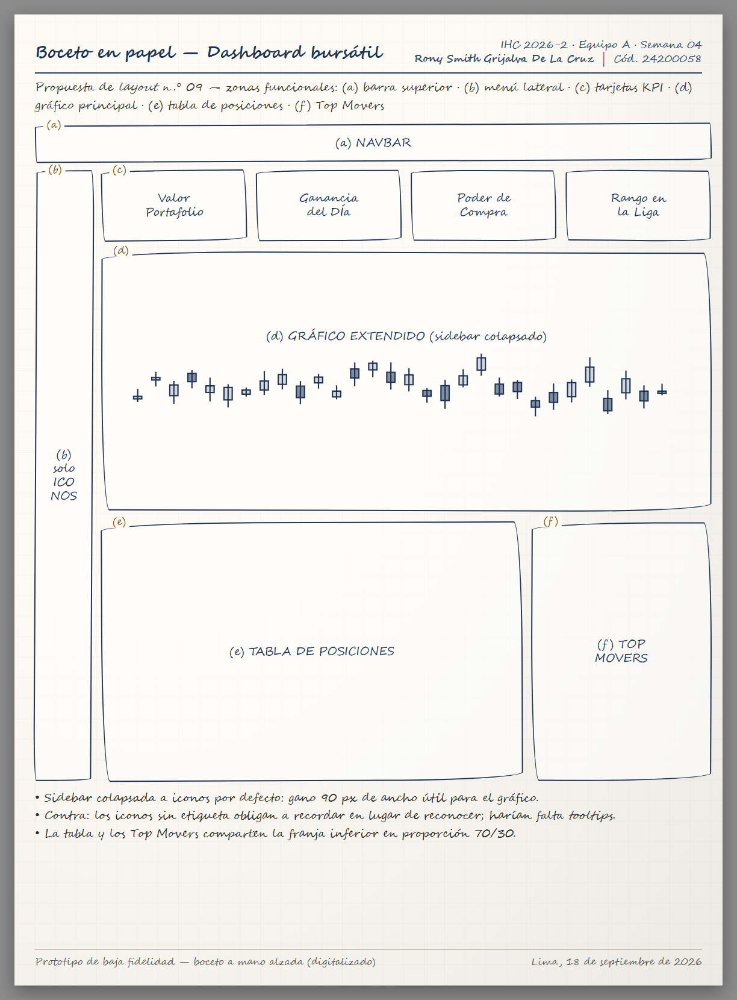 Boceto en papel — Dashboard bursátil
IHC 2026-2 · Equipo A · Semana 04
Rony Smith Grijalva De La Cruz | Cód. 24200058
Propuesta de layout n.° 09 — zonas funcionales: (a) barra superior · (b) menú lateral · (c) tarjetas KPI · (d)
gráfico principal · (e) tabla de posiciones · (f) Top Movers
(a)
(a) NAVBAR
(b)
(c)
Valor
Portafolio
Ganancia
del DÍa
Poder de
Compra
Rango en
la Liga
(d)
(d) GRÁFICO EXTENDIDO (sidebar colapsado)
(b)
solo
ICO
NOS
(e)
(e) TABLA DE POSICIONES
(f)
(f) TOP
MOVERS
• Sidebar colapsada a iconos por defecto: gano 90 px de ancho útil para el gráfico.
• Contra: los iconos sin etiqueta obligan a recordar en lugar de reconocer; harían falta tooltips.
• La tabla y los Top Movers comparten la franja inferior en proporción 70/30.
Prototipo de baja fidelidad — boceto a mano alzada (digitalizado)
Lima, 18 de septiembre de 2026